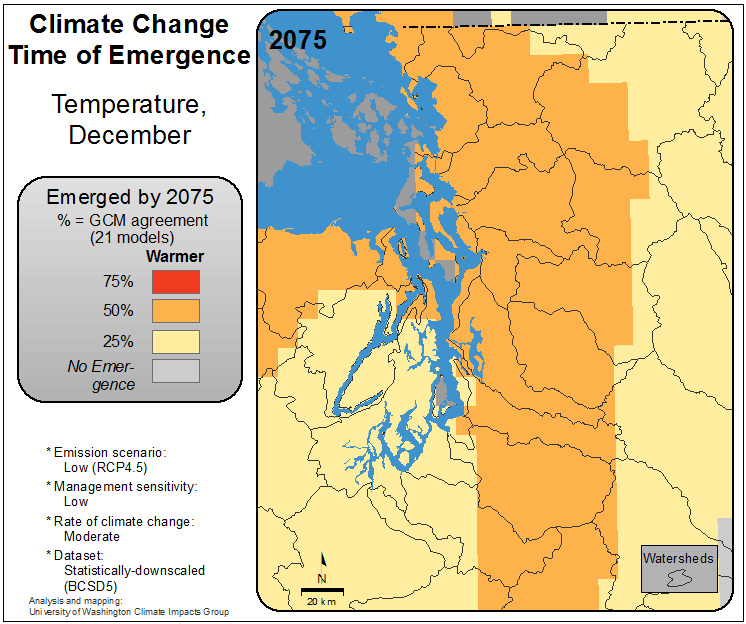 Climate Change
Time of Emergence
Temperature,
December
Emerged by 2075
% = GCM agreement
(21 models)
Warmer
75%
50%
25%
No Emer-
gence
* Emission scenario:
Low (RCP4.5)
* Management sensitivity:
Low
* Rate of climate change:
Moderate
* Dataset:
Statistically-downscaled
(BCSD5)
Analysis and mapping:
University of Washington Climate Impacts Group
2075
N
20 km
Watersheds